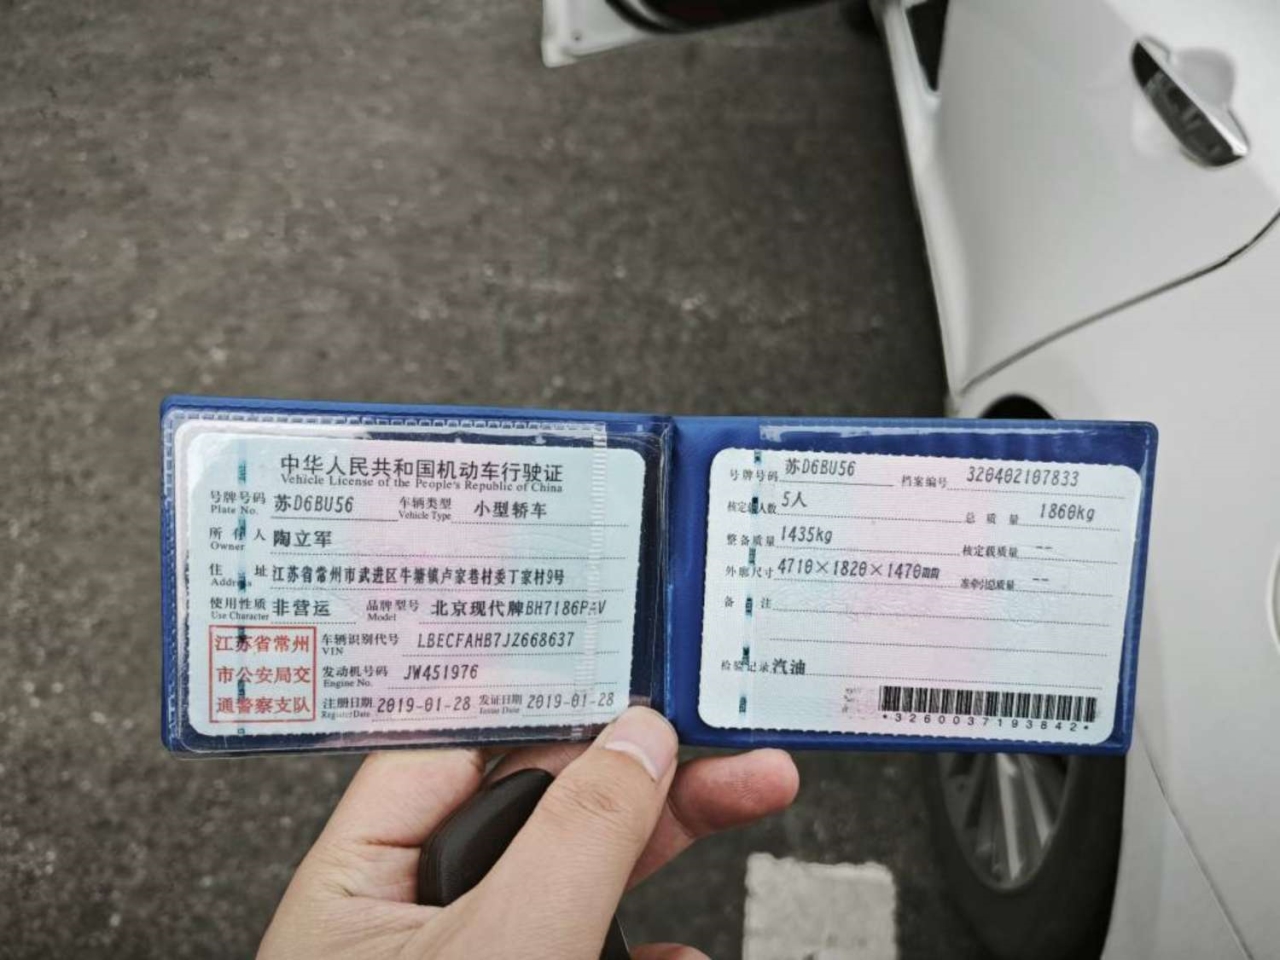 中华人民共和国机动车行驶证
Vehicle License of the People's Republic of China
号牌号码 苏D6BU56 车辆类型 小型轿车
Plate No. Vehicle Type
所有人 陶立军
Owner
住址 江苏省常州市武进区牛塘镇卢家巷村委丁家村9号
Address
使用性质 非营运 品牌型号 北京现代牌BH7186PAV
Use Character Model
江苏省常州
市公安局交
通警察支队
车辆识别代号 LBECFAHB7JZ668637
VIN
发动机号码 JW451976
Engine No.
注册日期 2019-01-28 发证日期 2019-01-28
Register Date Issue Date
号牌号码 苏D6BU56 档案编号 320402107833
核定载人数 5人 总质量 1860kg
整备质量 1435kg 核定载质量 --
外廓尺寸 4710×1820×1470mm 准牵引总质量 --
备注
检验记录 汽油
*3260037193842*